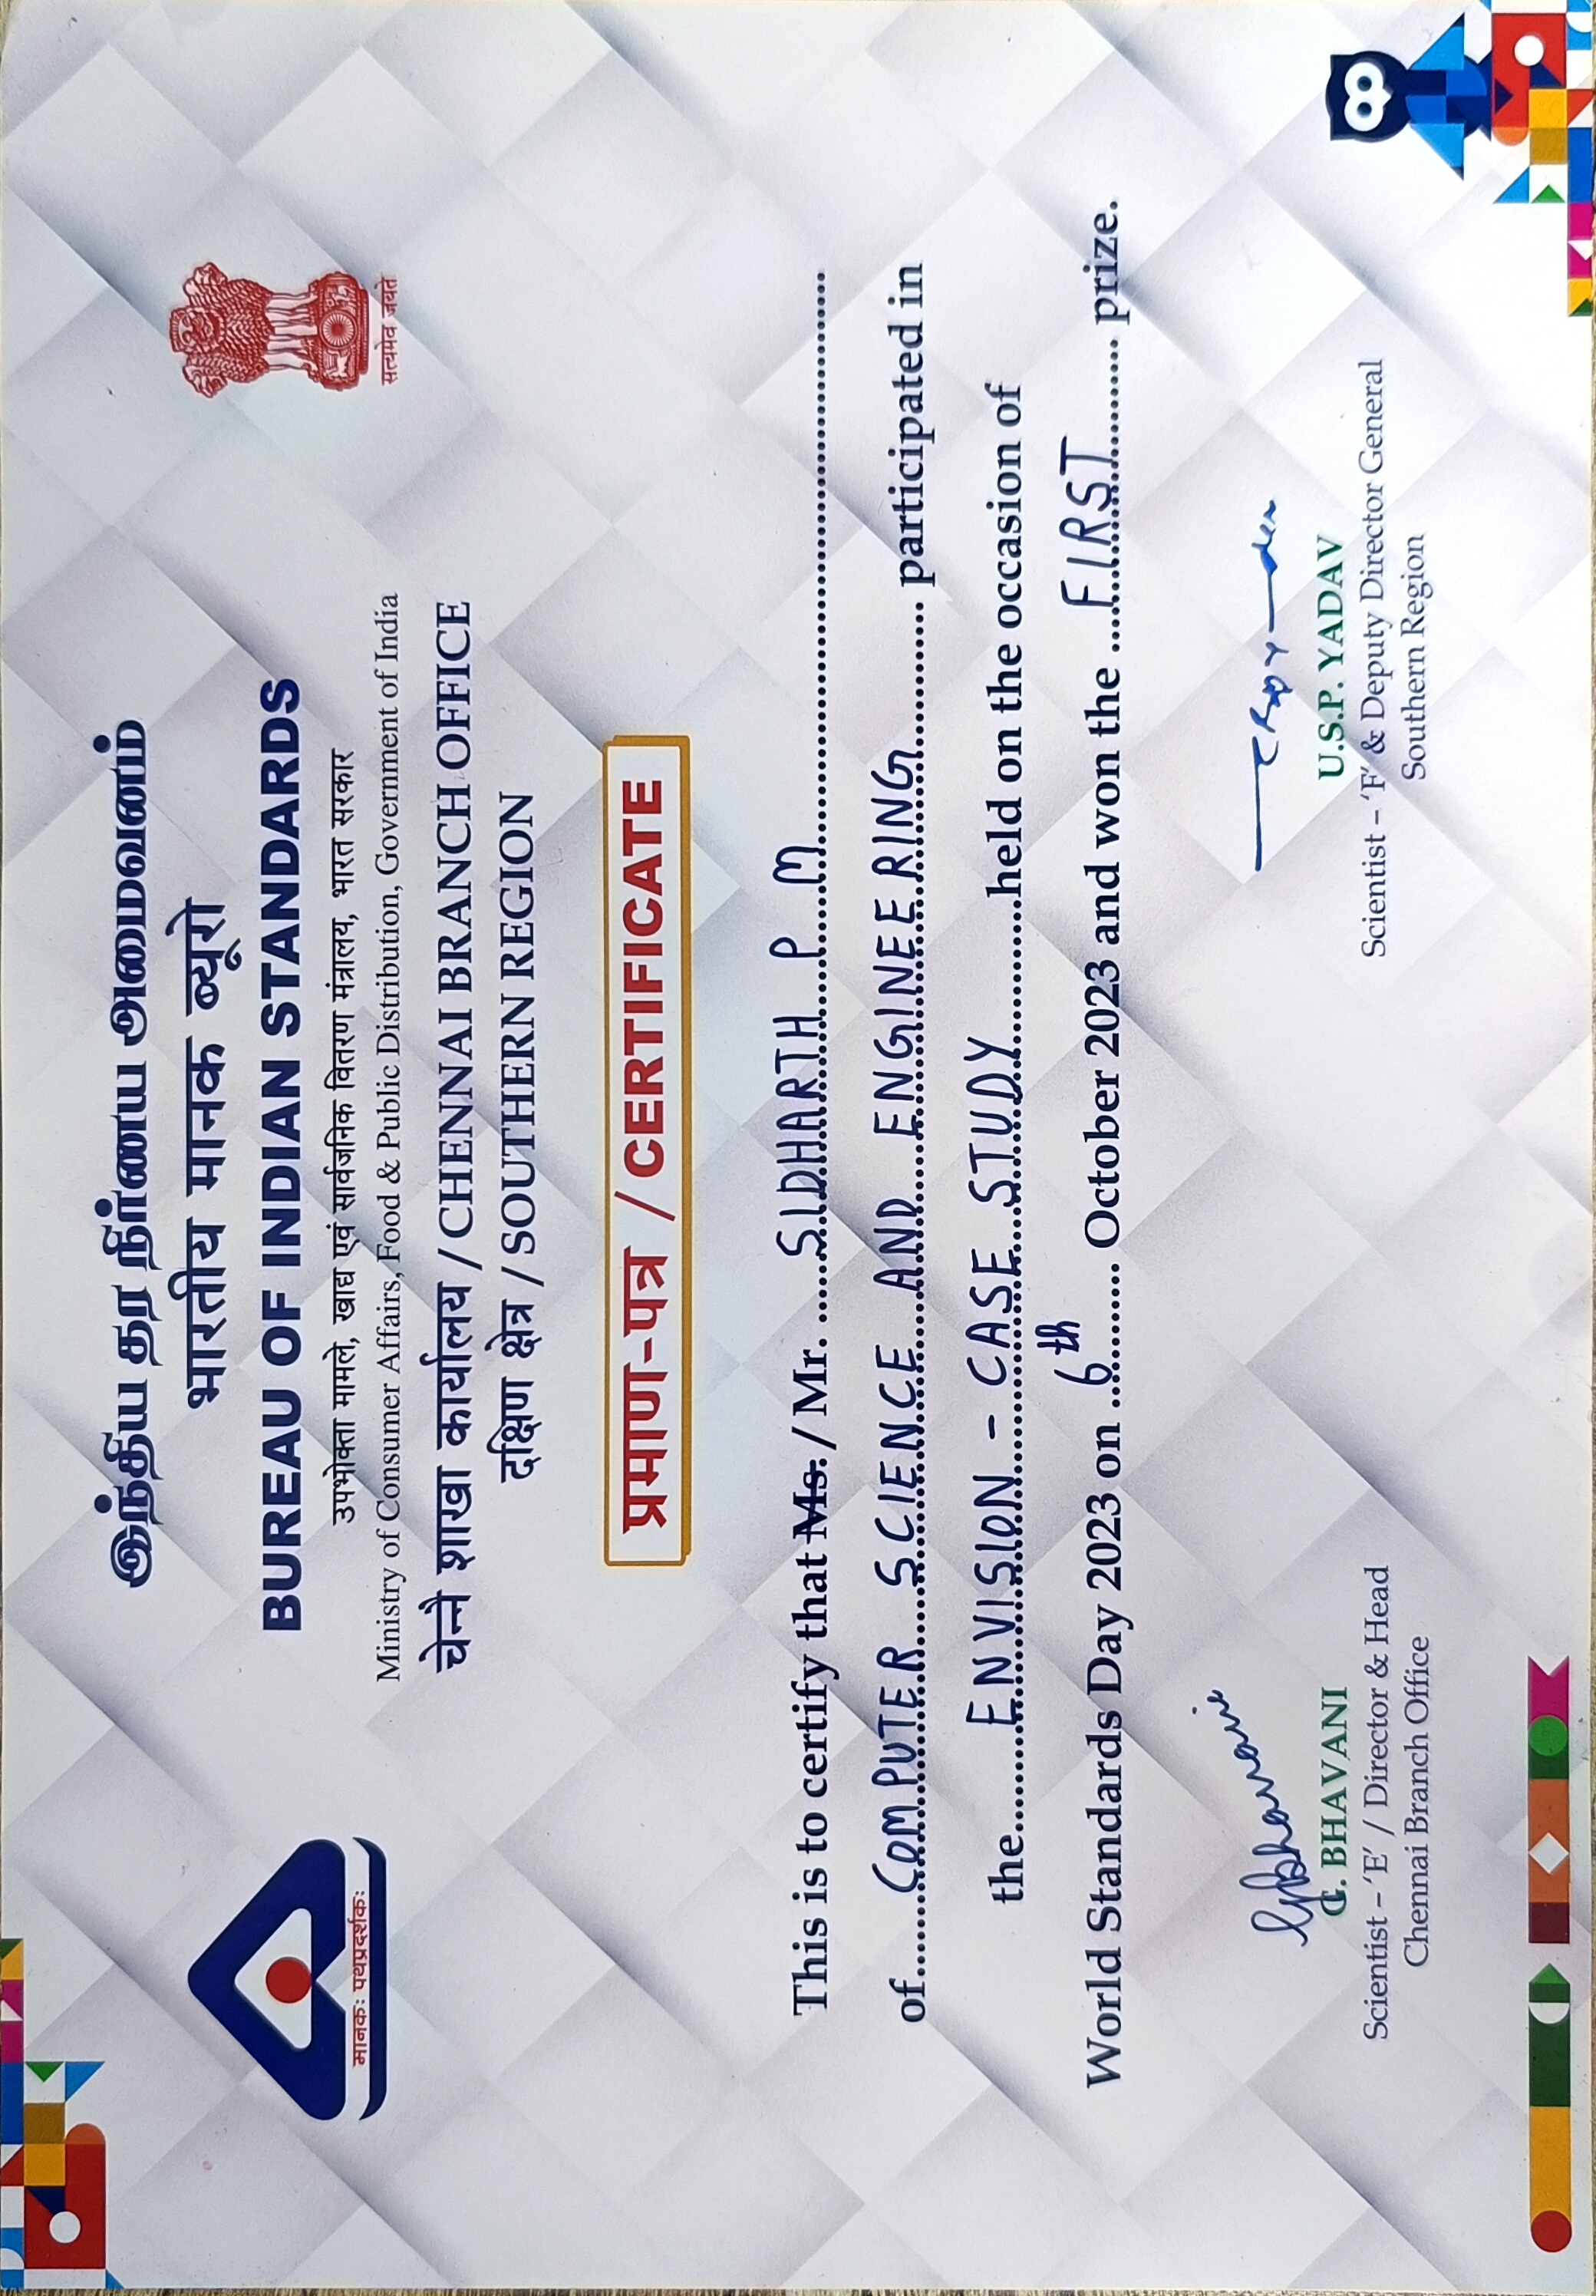 இந்திய தர நிர்ணய அமைவனம்
भारतीय मानक ब्यूरो
BUREAU OF INDIAN STANDARDS
उपभोक्ता मामले, खाद्य एवं सार्वजनिक वितरण मंत्रालय, भारत सरकार
Ministry of Consumer Affairs, Food & Public Distribution, Government of India
चेन्नै शाखा कार्यालय / CHENNAI BRANCH OFFICE
दक्षिण क्षेत्र / SOUTHERN REGION
मानकः पथप्रदर्शकः
सत्यमेव जयते
प्रमाण-पत्र / CERTIFICATE
This is to certify that Ms. / Mr. SIDHARTH P M
of COMPUTER SCIENCE AND ENGINEERING participated in
the ENVISION - CASE STUDY held on the occasion of
World Standards Day 2023 on 6th October 2023 and won the FIRST prize.
GBhavani
G. BHAVANI
Scientist – 'E' / Director & Head
Chennai Branch Office
U.S.P. YADAV
Scientist – 'F' & Deputy Director General
Southern Region